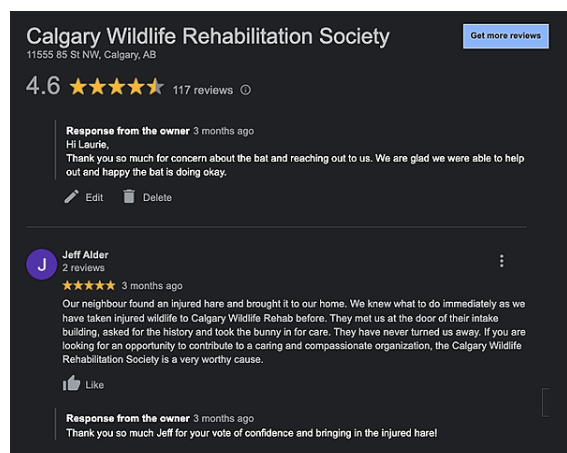 Calgary Wildlife Rehabilitation Society
Get more reviews
11555 85 St NW, Calgary, AB
4.6
117 reviews
Response from the owner 3 months ago
Hi Laurie,
Thank you so much for concern about the bat and reaching out to us. We are glad we were able to help
out and happy the bat is doing okay.
Edit
Delete
J
Jeff Alder
2 reviews
3 months ago
Our neighbour found an injured hare and brought it to our home. We knew what to do immediately as we
have taken injured wildlife to Calgary Wildlife Rehab before. They met us at the door of their intake
building, asked for the history and took the bunny in for care. They have never turned us away. If you are
looking for an opportunity to contribute to a caring and compassionate organization, the Calgary Wildlife
Rehabilitation Society is a very worthy cause.
Like
Response from the owner 3 months ago
Thank you so much Jeff for your vote of confidence and bringing in the injured hare!